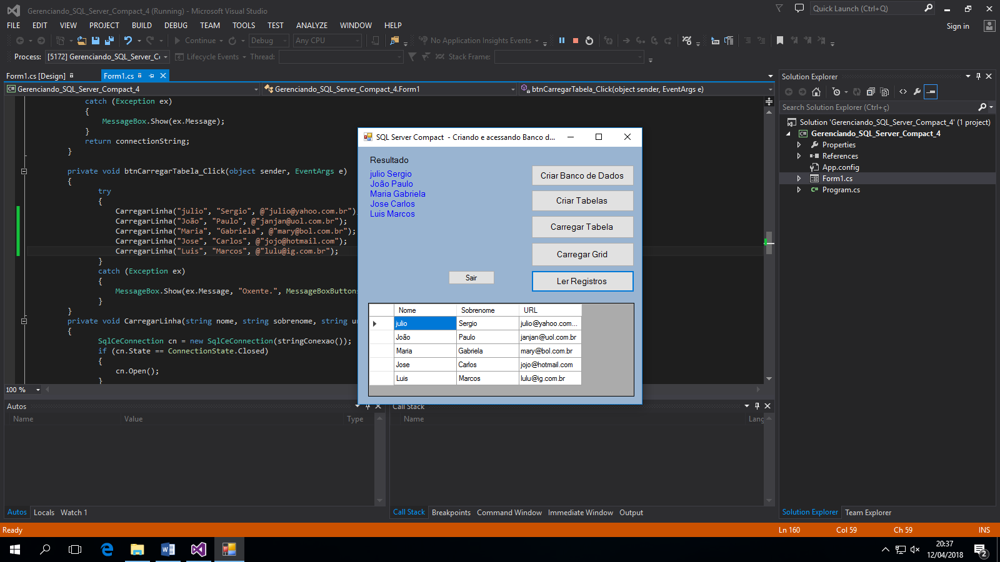 Gerenciando_SQL_Server_Compact_4 (Running) - Microsoft Visual Studio
Quick Launch (Ctrl+Q)
FILE EDIT VIEW PROJECT BUILD DEBUG TEAM TOOLS TEST ANALYZE WINDOW HELP
Sign in
Continue Debug Any CPU No Application Insights Events
Process: [5172] Gerenciando_SQL_Server_C Lifecycle Events Thread: Stack Frame:
Form1.cs [Design] Form1.cs
Gerenciando_SQL_Server_Compact_4 Gerenciando_SQL_Server_Compact_4.Form1 btnCarregarTabela_Click(object sender, EventArgs e)
catch (Exception ex)
{
MessageBox.Show(ex.Message);
}
return connectionString;
}
private void btnCarregarTabela_Click(object sender, EventArgs e)
{
try
{
CarregarLinha("julio", "Sergio", @"julio@yahoo.com.br")
CarregarLinha("João", "Paulo", @"janjan@uol.com.br");
CarregarLinha("Maria", "Gabriela", @"mary@bol.com.br");
CarregarLinha("Jose", "Carlos", @"jojo@hotmail.com");
CarregarLinha("Luis", "Marcos", @"lulu@ig.com.br");
}
catch (Exception ex)
{
MessageBox.Show(ex.Message, "Oxente.", MessageBoxButton
}
}
private void CarregarLinha(string nome, string sobrenome, string u
{
SqlCeConnection cn = new SqlCeConnection(stringConexao());
if (cn.State == ConnectionState.Closed)
{
cn.Open();
}
100 %
SQL Server Compact - Criando e acessando Banco d...
Resultado
julio Sergio
João Paulo
Maria Gabriela
Jose Carlos
Luis Marcos
Criar Banco de Dados
Criar Tabelas
Carregar Tabela
Carregar Grid
Sair
Ler Registros
Nome Sobrenome URL
julio Sergio julio@yahoo.com...
João Paulo janjan@uol.com.br
Maria Gabriela mary@bol.com.br
Jose Carlos jojo@hotmail.com
Luis Marcos lulu@ig.com.br
Solution Explorer
Search Solution Explorer (Ctrl+ç)
Solution 'Gerenciando_SQL_Server_Compact_4' (1 project)
C# Gerenciando_SQL_Server_Compact_4
Properties
References
App.config
Form1.cs
C# Program.cs
Autos
Name Value Type
Autos Locals Watch 1
Call Stack
Name Lang
Call Stack Breakpoints Command Window Immediate Window Output
Solution Explorer Team Explorer
Ready Ln 160 Col 59 Ch 59 INS
20:37
12/04/2018
2